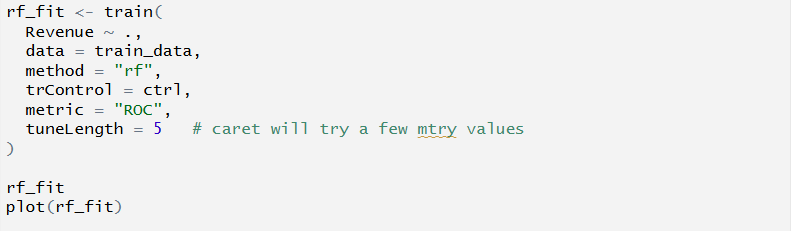 rf_fit <- train(
  Revenue ~ .,
  data = train_data,
  method = "rf",
  trControl = ctrl,
  metric = "ROC",
  tuneLength = 5   # caret will try a few mtry values
)
rf_fit
plot(rf_fit)